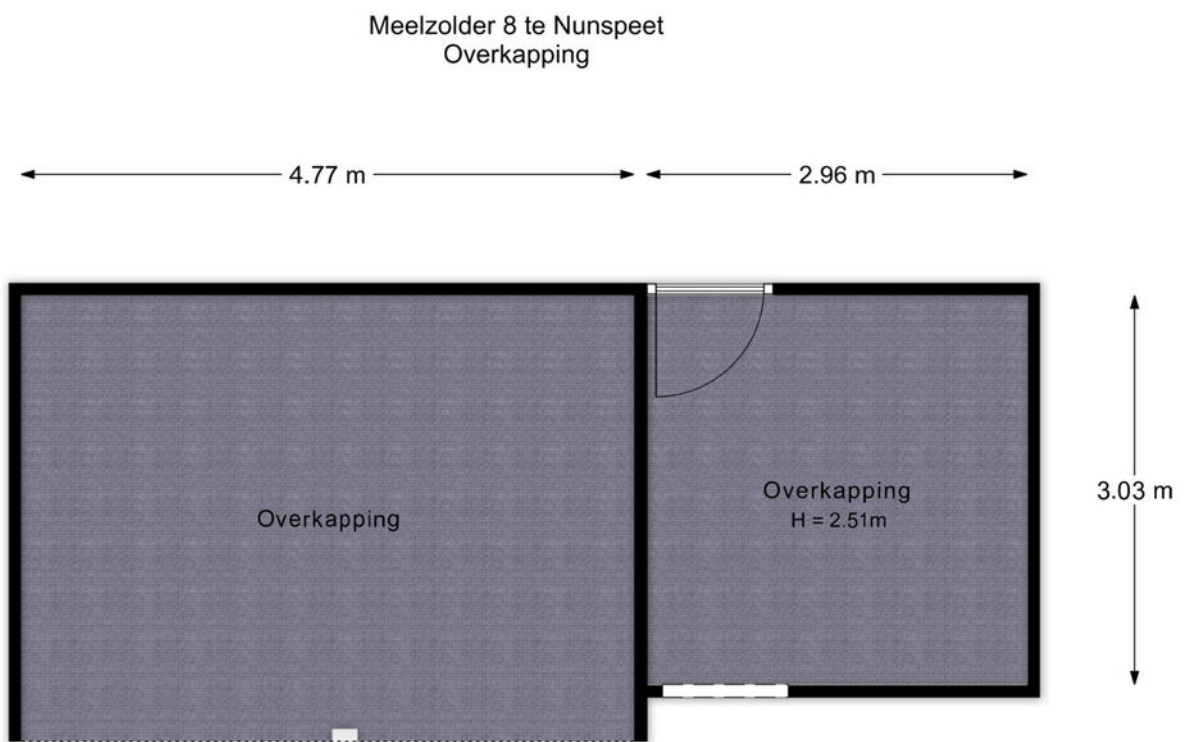 Meelzolder 8 te Nunspeet
Overkapping
4.77 m
2.96 m
Overkapping
H = 2.51m
3.03 m
Overkapping